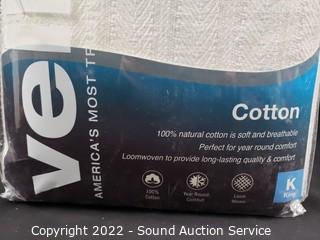 vel
AMERICA'S MOST TR
Cotton
100% natural cotton is soft and breathable
Perfect for year round comfort
Loomwoven to provide long-lasting quality & comfort
100%
Cotton
Year Round
Comfort
Loom
Woven
K
King
Copyright 2022 - Sound Auction Service